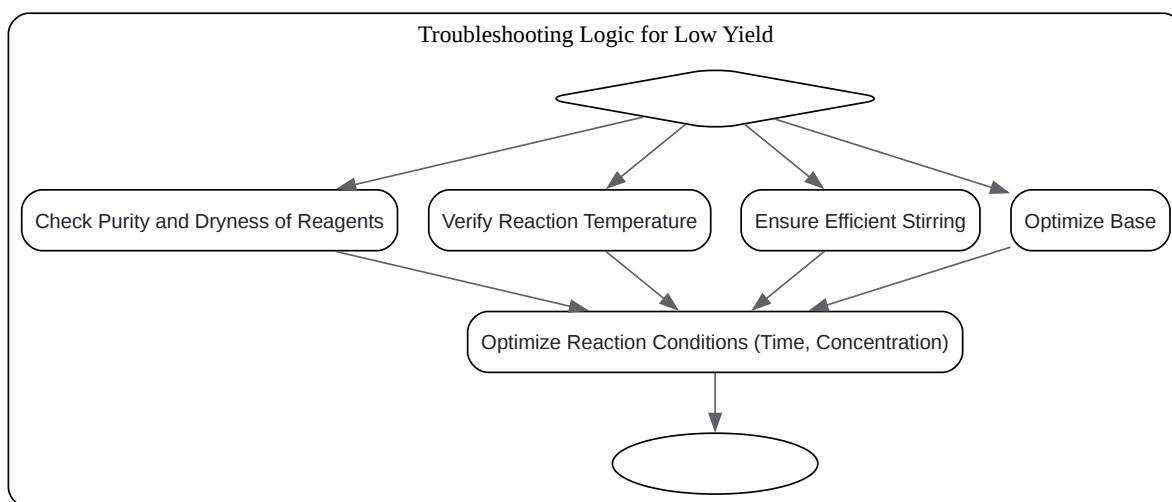 Troubleshooting Logic for Low Yield
Check Purity and Dryness of Reagents
Verify Reaction Temperature
Ensure Efficient Stirring
Optimize Base
Optimize Reaction Conditions (Time, Concentration)